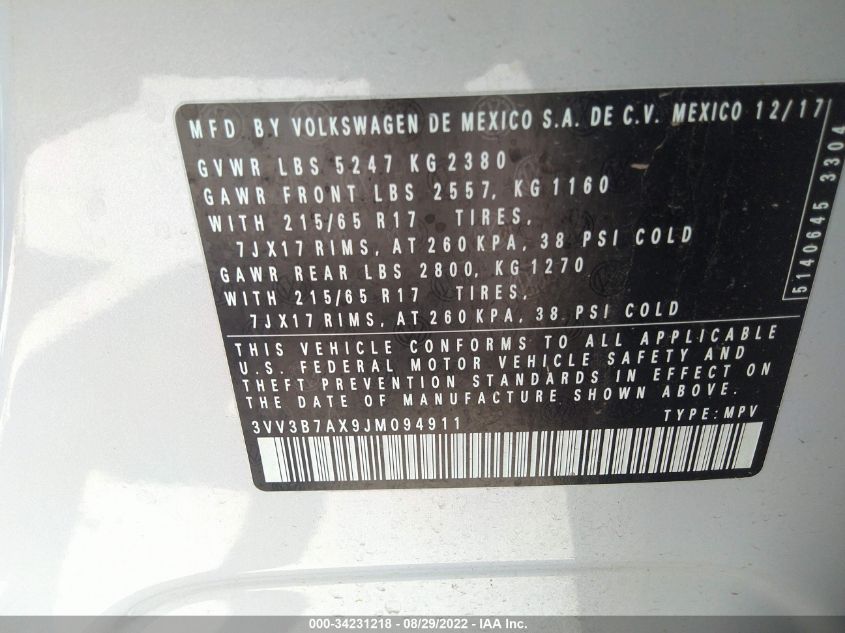 MFD BY VOLKSWAGEN DE MEXICO S.A. DE C.V. MEXICO 12/17
GVWR LBS 5247 KG 2380
GAWR FRONT LBS 2557, KG 1160
WITH 215/65 R17 TIRES,
7JX17 RIMS, AT 260 KPA, 38 PSI COLD
GAWR REAR LBS 2800, KG 1270
WITH 215/65 R17 TIRES,
7JX17 RIMS, AT 260 KPA, 38 PSI COLD
5140645 3304
THIS VEHICLE CONFORMS TO ALL APPLICABLE
U.S. FEDERAL MOTOR VEHICLE SAFETY AND
THEFT PREVENTION STANDARDS IN EFFECT ON
THE DATE OF MANUFACTURE SHOWN ABOVE.
3VV3B7AX9JM094911 TYPE: MPV
000-34231218 - 08/29/2022 - IAA Inc.